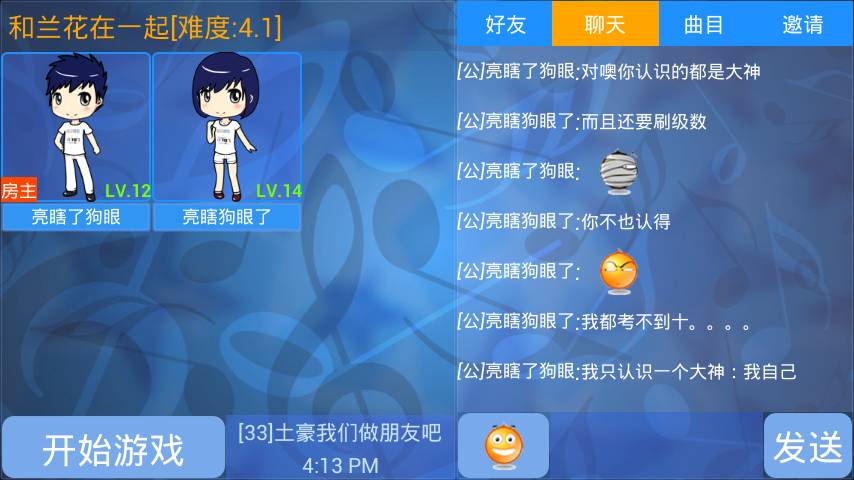 和兰花在一起[难度:4.1]
好友 聊天 曲目 邀请
房主
LV.12
LV.14
亮瞎了狗眼
亮瞎狗眼了
[公]亮瞎了狗眼:对噢你认识的都是大神
[公]亮瞎狗眼了:而且还要刷级数
[公]亮瞎了狗眼:
[公]亮瞎狗眼了:你不也认得
[公]亮瞎狗眼了:
[公]亮瞎狗眼了:我都考不到十。。。。
[公]亮瞎了狗眼:我只认识一个大神：我自己
开始游戏
[33]土豪我们做朋友吧
4:13 PM
发送